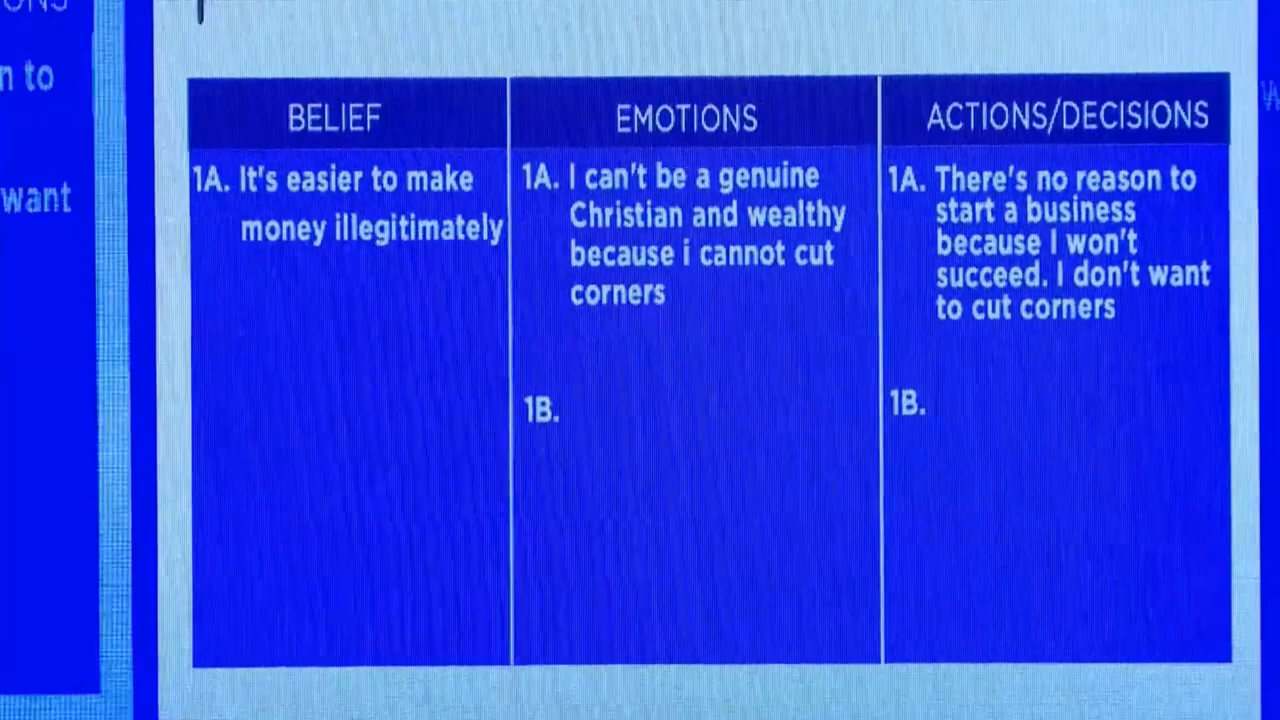 n to
want
BELIEF
EMOTIONS
ACTIONS/DECISIONS
1A. It's easier to make
money illegitimately
1A. I can't be a genuine
Christian and wealthy
because i cannot cut
corners
1B.
1A. There's no reason to
start a business
because I won't
succeed. I don't want
to cut corners
1B.